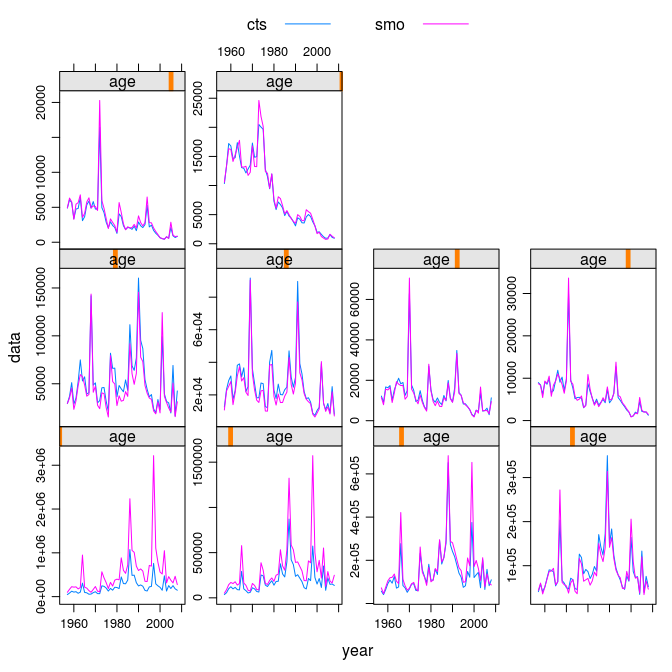 cts smo
1960 1980 2000
age age
0 5000 10000 15000 20000
0 5000 15000 25000
age age age age
50000 100000 150000
2e+04 6e+04
0 20000 40000 60000
0 10000 20000 30000
data
age age age age
0e+00 1e+06 2e+06 3e+06
0 500000 1500000
0e+00 2e+05 4e+05 6e+05
1e+05 2e+05 3e+05
1960 1980 2000 1960 1980 2000
year